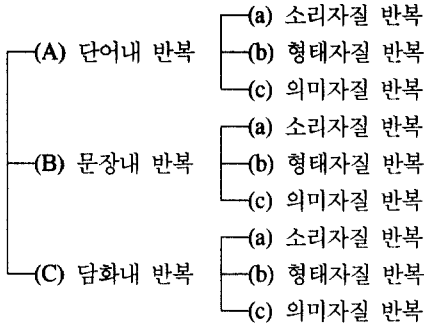 (a) 소리자질 반복
(A) 단어내 반복 (b) 형태자질 반복
(c) 의미자질 반복
(a) 소리자질 반복
(B) 문장내 반복 (b) 형태자질 반복
(c) 의미자질 반복
(a) 소리자질 반복
(C) 담화내 반복 (b) 형태자질 반복
(c) 의미자질 반복